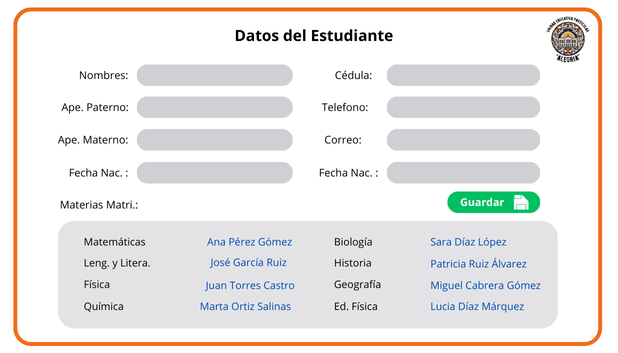 Datos del Estudiante
UNIDAD EDUCATIVA PARTICULAR
"ALEGRÍA"
Nombres: Cédula:
Ape. Paterno: Telefono:
Ape. Materno: Correo:
Fecha Nac. : Fecha Nac. :
Materias Matri.: Guardar
Matemáticas Ana Pérez Gómez Biología Sara Díaz López
Leng. y Litera. José García Ruiz Historia Patricia Ruiz Álvarez
Física Juan Torres Castro Geografía Miguel Cabrera Gómez
Química Marta Ortiz Salinas Ed. Física Lucia Díaz Márquez